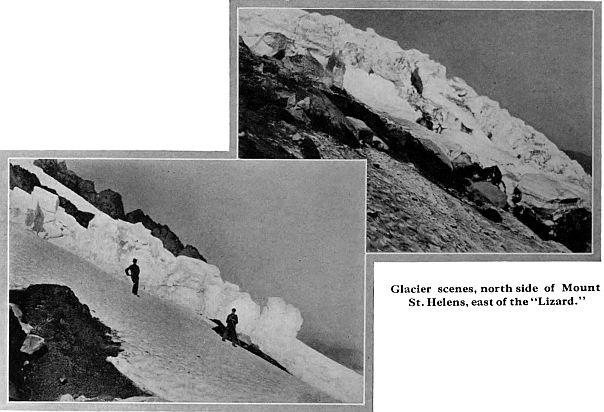 Glacier scenes, north side of Mount
St. Helens, east of the "Lizard."